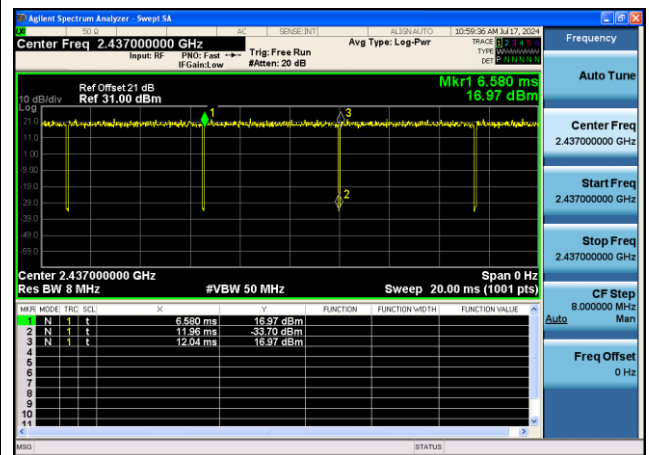 Agilent Spectrum Analyzer - Swept SA
50 Ω AC SENSE:INT ALIGN AUTO 10:59:36 AM Jul 17, 2024
Center Freq 2.437000000 GHz
Input: RF PNO: Fast Trig: Free Run
IFGain:Low #Atten: 20 dB
Avg Type: Log-Pwr
TRACE 1 2 3 4 5 6
TYPE
DET P N N N N N
Frequency
Ref Offset 21 dB
10 dB/div Ref 31.00 dBm
Mkr1 6.580 ms
16.97 dBm
Log
21.0
11.0
1.00
-9.00
-19.0
-29.0
-39.0
-49.0
-59.0
1
3
2
Center 2.437000000 GHz Span 0 Hz
Res BW 8 MHz #VBW 50 MHz Sweep 20.00 ms (1001 pts)
MKR MODE TRC SCL X Y FUNCTION FUNCTION WIDTH FUNCTION VALUE
1 N 1 t 6.580 ms 16.97 dBm
2 N 1 t 11.96 ms -33.70 dBm
3 N 1 t 12.04 ms 16.97 dBm
4
5
6
7
8
9
10
11
Auto Tune
Center Freq
2.437000000 GHz
Start Freq
2.437000000 GHz
Stop Freq
2.437000000 GHz
CF Step
8.000000 MHz
Auto Man
Freq Offset
0 Hz
MSG STATUS